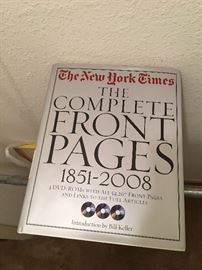 The New York Times
THE
COMPLETE
FRONT
PAGES
1851-2008
3 DVD-ROMs WITH ALL 54,267 FRONT PAGES
AND LINKS TO THE FULL ARTICLES
Introduction by Bill Keller